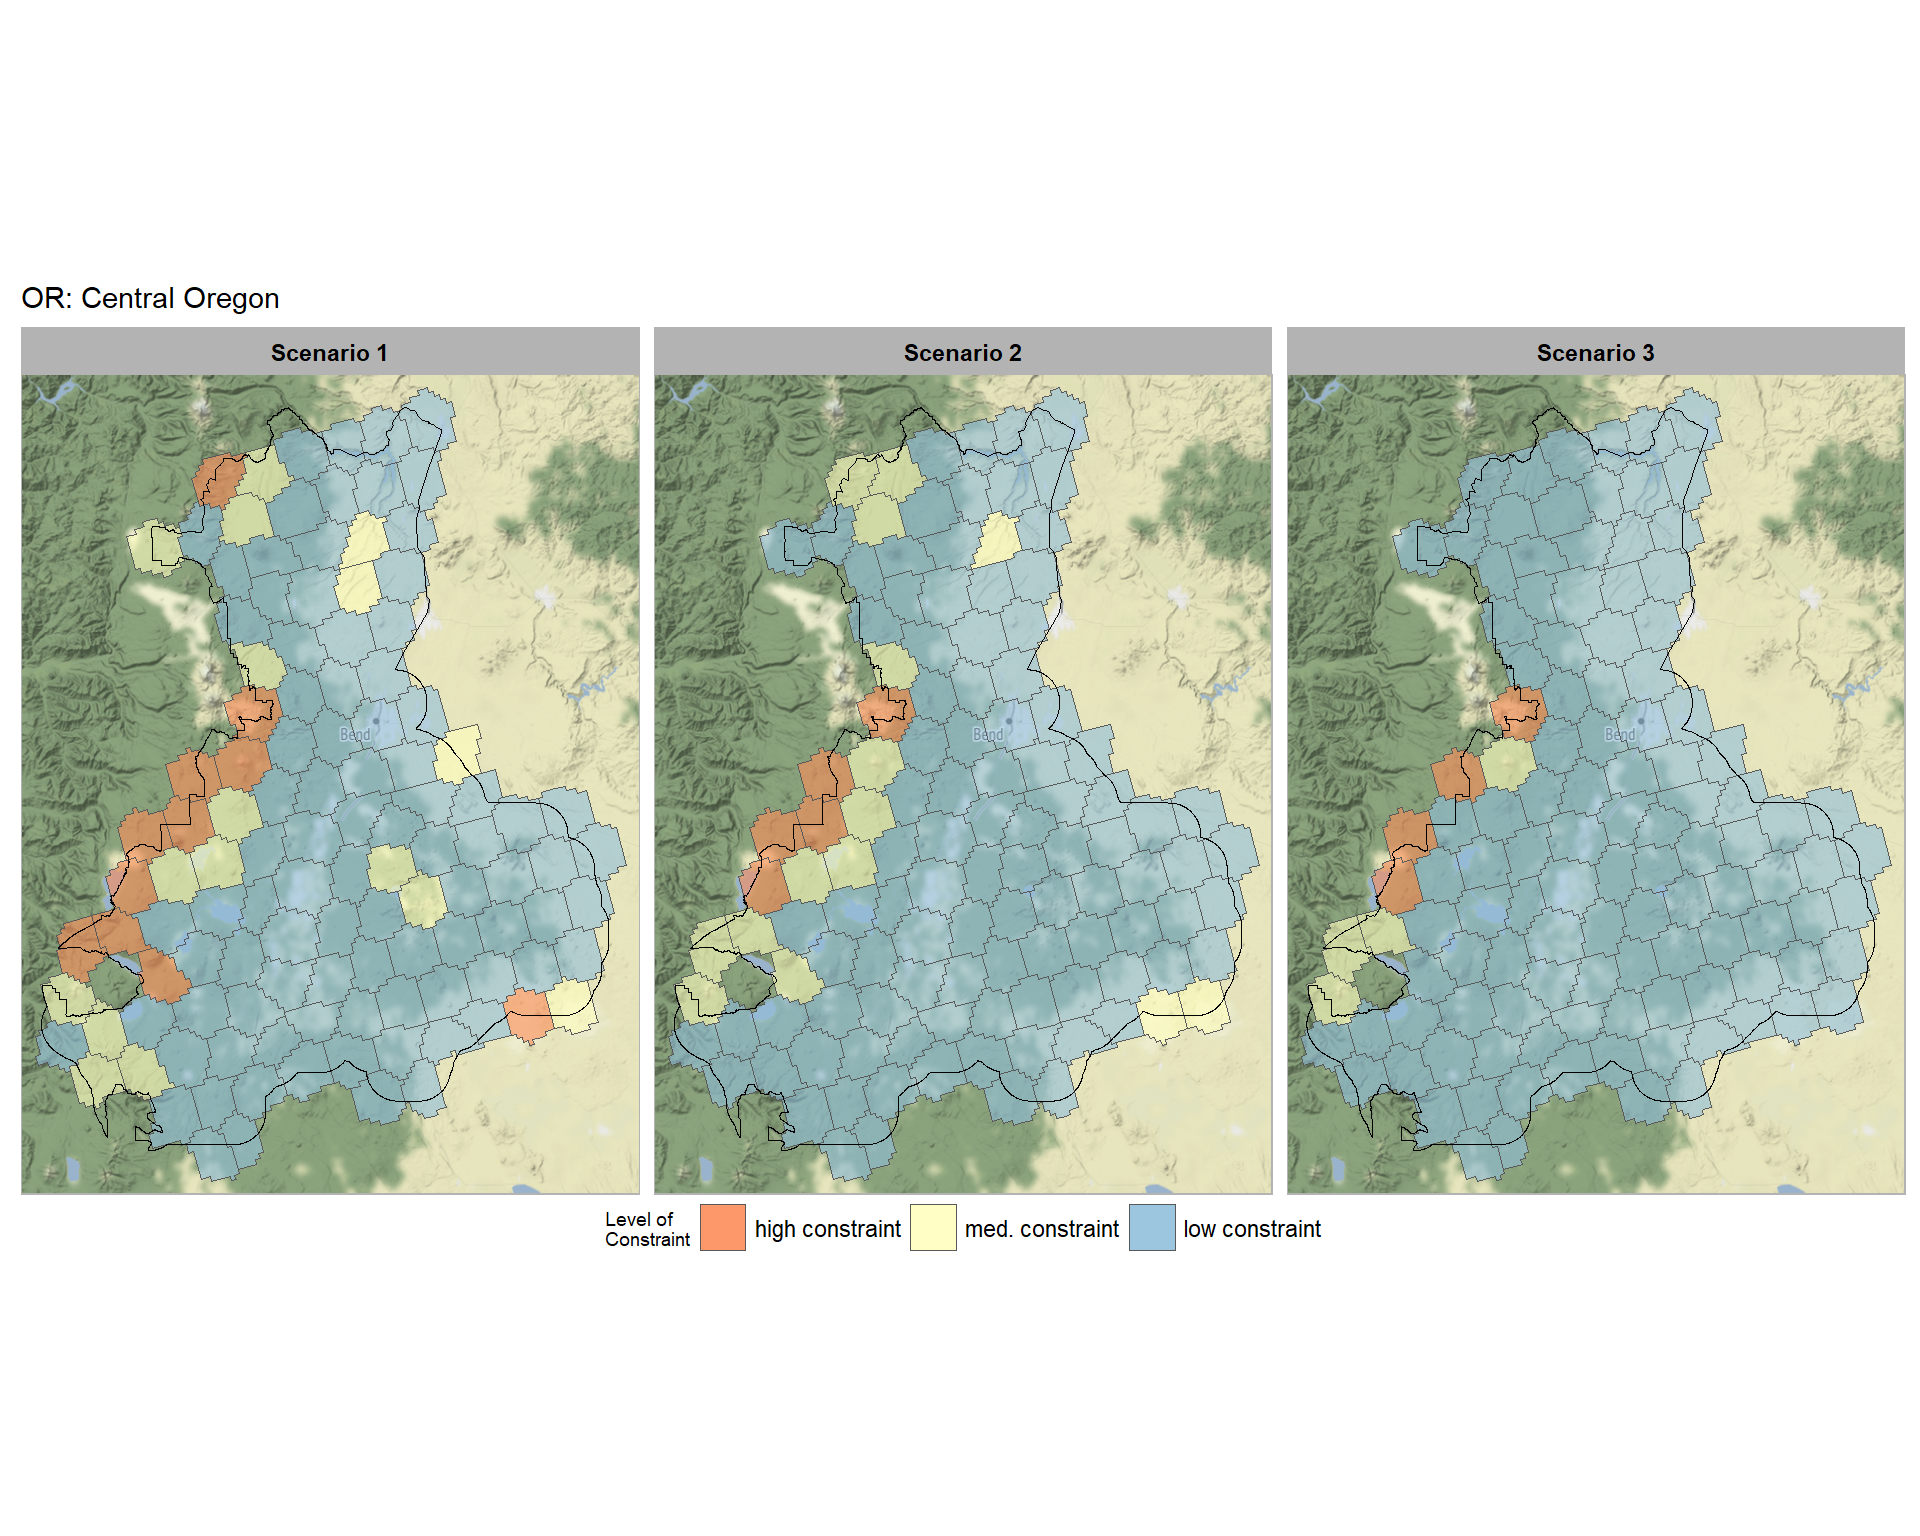 OR: Central Oregon
Scenario 1
Scenario 2
Scenario 3
Bend
Bend
Bend
Level of
Constraint
high constraint
med. constraint
low constraint